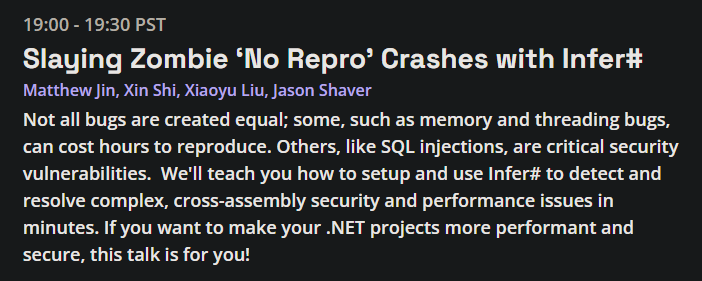 19:00 - 19:30 PST
Slaying Zombie ‘No Repro’ Crashes with Infer#
Matthew Jin, Xin Shi, Xiaoyu Liu, Jason Shaver
Not all bugs are created equal; some, such as memory and threading bugs,
can cost hours to reproduce. Others, like SQL injections, are critical security
vulnerabilities.  We'll teach you how to setup and use Infer# to detect and
resolve complex, cross-assembly security and performance issues in
minutes. If you want to make your .NET projects more performant and
secure, this talk is for you!